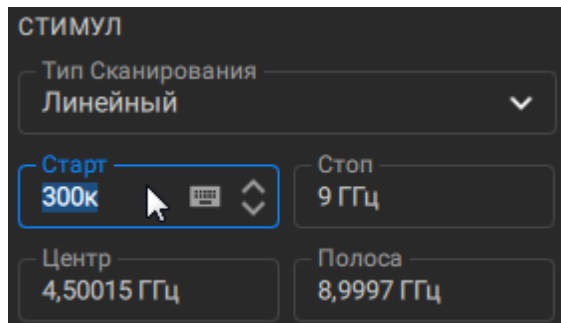 СТИМУЛ
Тип Сканирования
Линейный
Старт
300к
Стоп
9 ГГц
Центр
4,50015 ГГц
Полоса
8,9997 ГГц